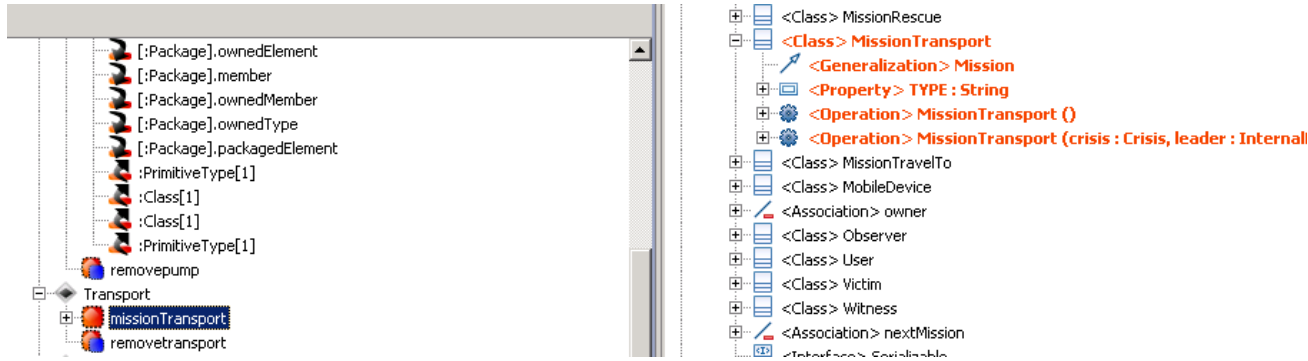 [:Package].ownedElement
[:Package].member
[:Package].ownedMember
[:Package].ownedType
[:Package].packagedElement
:PrimitiveType[1]
:Class[1]
:Class[1]
:PrimitiveType[1]
removepump
Transport
missionTransport
removetransport
<Class> MissionRescue
<Class> MissionTransport
<Generalization> Mission
<Property> TYPE : String
<Operation> MissionTransport ()
<Operation> MissionTransport (crisis : Crisis, leader : Internal
<Class> MissionTravelTo
<Class> MobileDevice
<Association> owner
<Class> Observer
<Class> User
<Class> Victim
<Class> Witness
<Association> nextMission
<Interface> Serializable